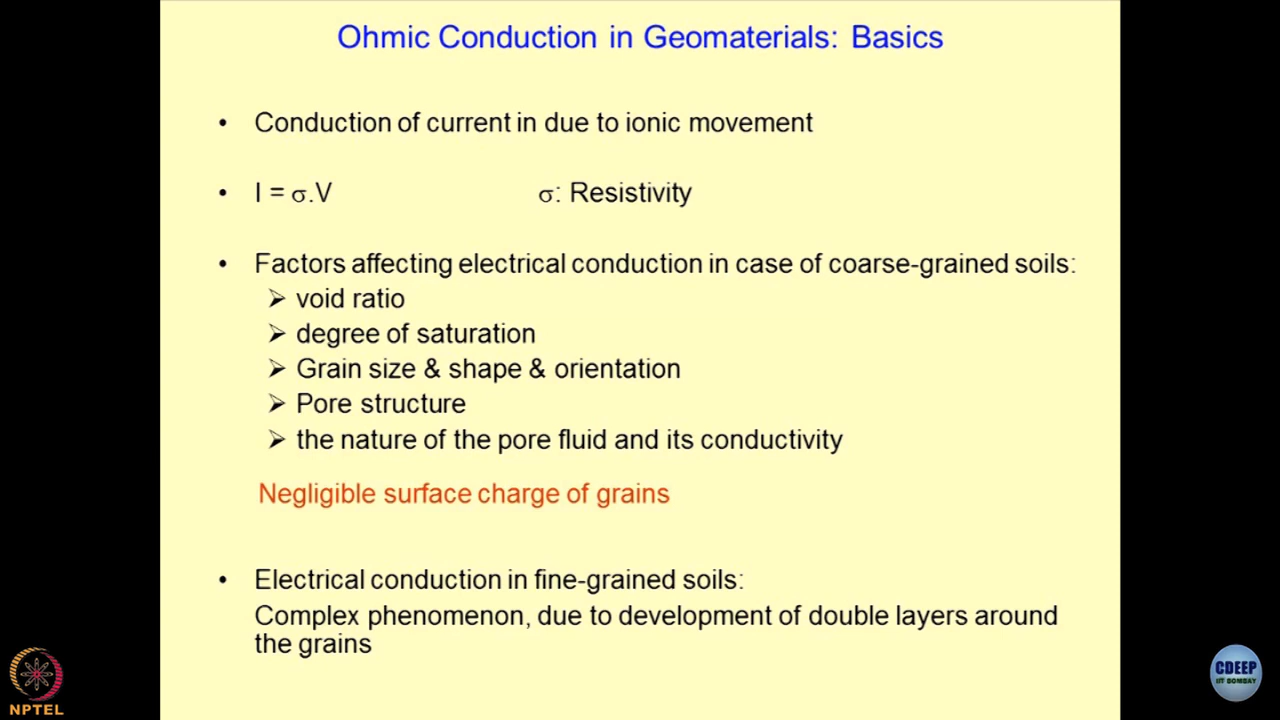 Ohmic Conduction in Geomaterials: Basics
• Conduction of current in due to ionic movement
• I = σ.V σ: Resistivity
• Factors affecting electrical conduction in case of coarse-grained soils:
➢ void ratio
➢ degree of saturation
➢ Grain size & shape & orientation
➢ Pore structure
➢ the nature of the pore fluid and its conductivity
Negligible surface charge of grains
• Electrical conduction in fine-grained soils:
Complex phenomenon, due to development of double layers around
the grains
NPTEL
CDEEP
IIT BOMBAY